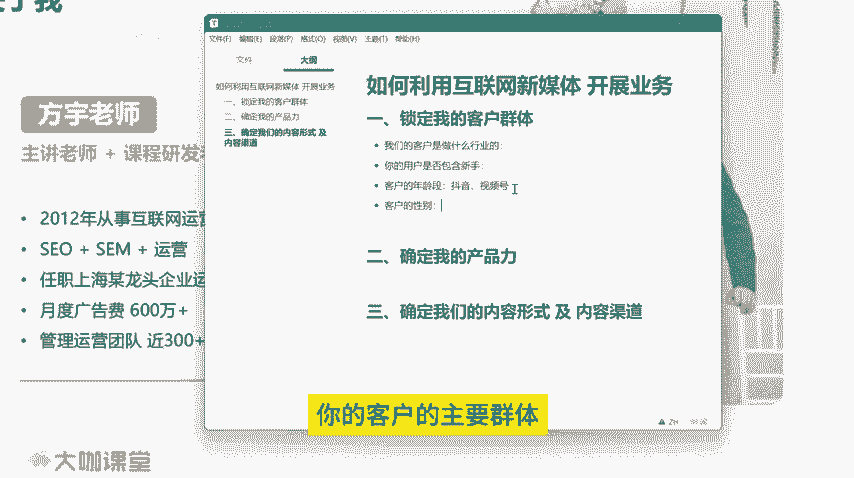 于我
方宇老师
主讲老师 + 课程研发
2012年从事互联网运营
SEO + SEM + 运营
任职上海某龙头企业运
月度广告费 600万+
管理运营团队 近300+
大咖课堂
文件(F) 编辑(E) 段落(P) 格式(O) 视图(V) 主题(T) 帮助(H)
文件 大纲
如何利用互联网新媒体 开展业务
一、锁定我的客户群体
二、确定我的产品力
三、确定我们的内容形式 及
内容渠道
如何利用互联网新媒体 开展业务
一、锁定我的客户群体
我们的客户是做什么行业的:
你的用户是否包含新手:
客户的年龄段：抖音、视频号
客户的性别:
二、确定我的产品力
三、确定我们的内容形式 及 内容渠道
你的客户的主要群体